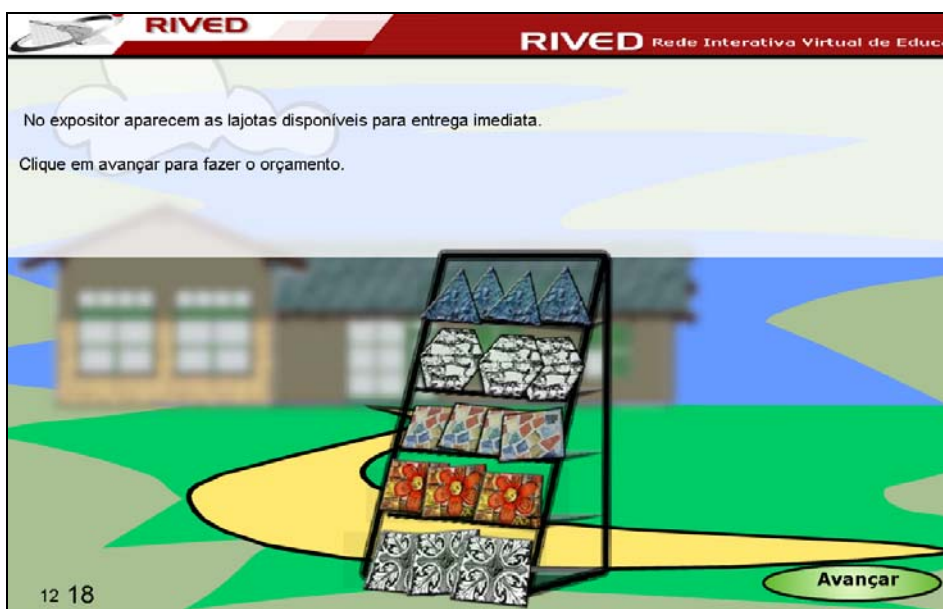 RIVED
RIVED Rede Interativa Virtual de Educa
No expositor aparecem as lajotas disponíveis para entrega imediata.
Clique em avançar para fazer o orçamento.
12 18
Avançar